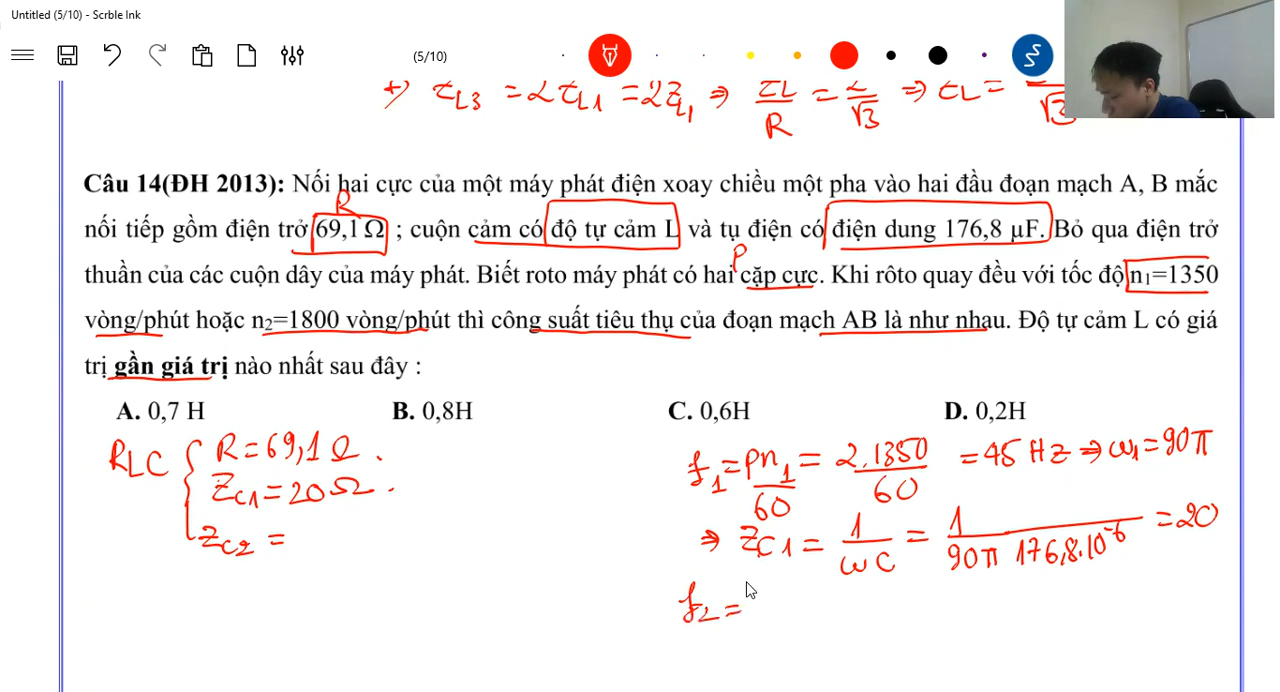 Untitled (5/10) - Scrble Ink
(5/10)
+) Z_L3 = 2Z_L1 = 2Z_L1 ⇒ Z_L/R = 2/√3 ⇒ Z_L = √3
Câu 14(ĐH 2013): Nối hai cực của một máy phát điện xoay chiều một pha vào hai đầu đoạn mạch A, B mắc
R
nối tiếp gồm điện trở 69,1 Ω ; cuộn cảm có độ tự cảm L và tụ điện có điện dung 176,8 μF. Bỏ qua điện trở
P
thuần của các cuộn dây của máy phát. Biết roto máy phát có hai cặp cực. Khi rôto quay đều với tốc độ n₁=1350
vòng/phút hoặc n₂=1800 vòng/phút thì công suất tiêu thụ của đoạn mạch AB là như nhau. Độ tự cảm L có giá
trị gần giá trị nào nhất sau đây :
A. 0,7 H B. 0,8H C. 0,6H D. 0,2H
RLC { R = 69,1 Ω .
Z_C1 = 20 Ω .
Z_C2 =
f₁ = pn₁/60 = 2.1350/60 = 45 Hz ⇒ ω₁ = 90π
⇒ Z_C1 = 1/ωC = 1/90π 176,8.10⁻⁶ = 20
f₂ =